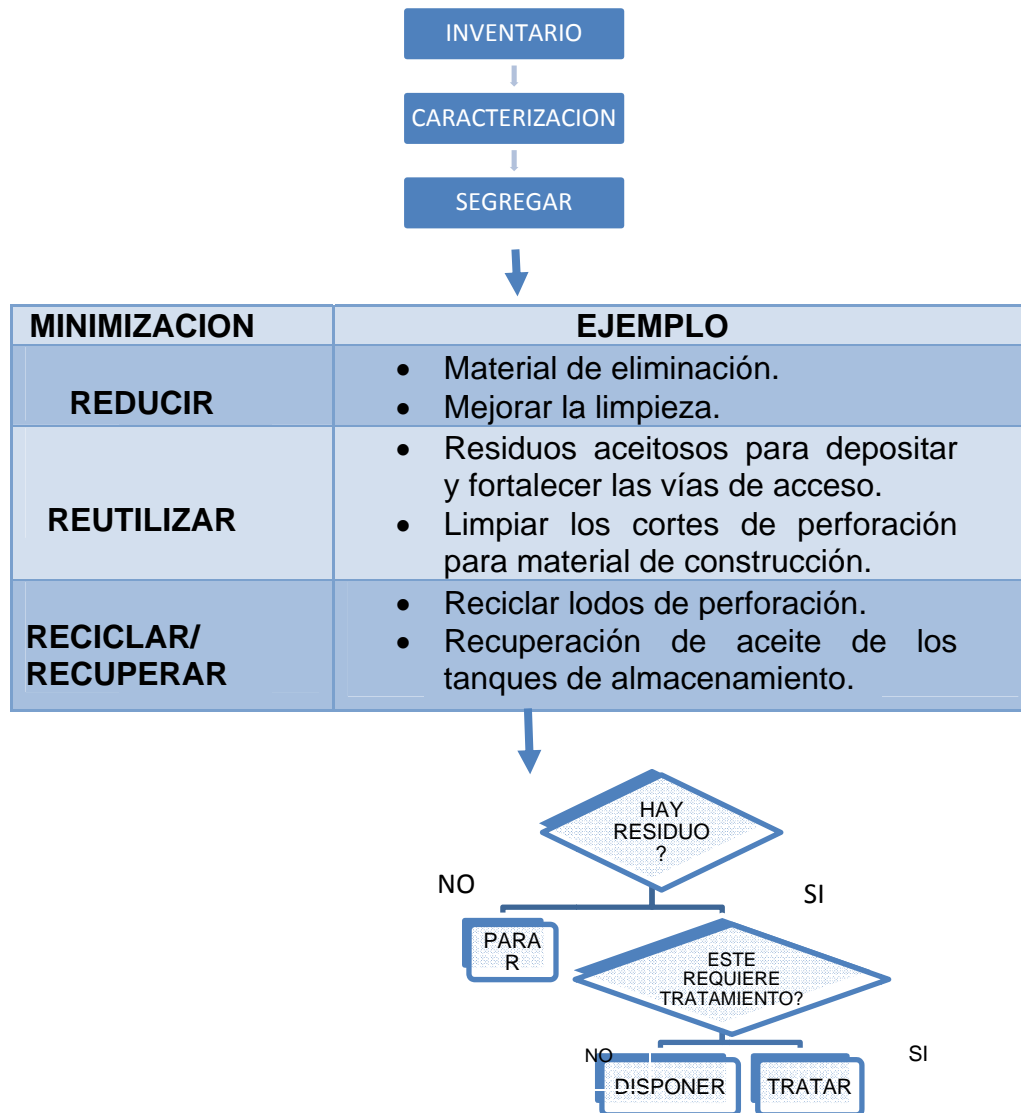 INVENTARIO
CARACTERIZACION
SEGREGAR
MINIMIZACION
EJEMPLO
REDUCIR
• Material de eliminación.
• Mejorar la limpieza.
REUTILIZAR
• Residuos aceitosos para depositar
y fortalecer las vías de acceso.
• Limpiar los cortes de perforación
para material de construcción.
RECICLAR/
RECUPERAR
• Reciclar lodos de perforación.
• Recuperación de aceite de los
tanques de almacenamiento.
HAY
RESIDUO
?
NO
SI
PARA
R
ESTE
REQUIERE
TRATAMIENTO?
NO
SI
DISPONER
TRATAR